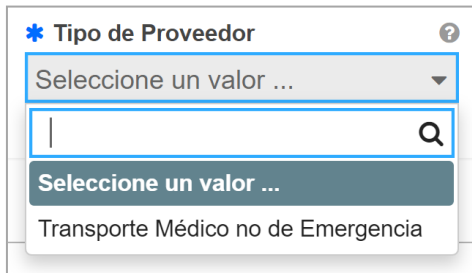 ✱ Tipo de Proveedor ?
Seleccione un valor ...
Seleccione un valor ...
Transporte Médico no de Emergencia